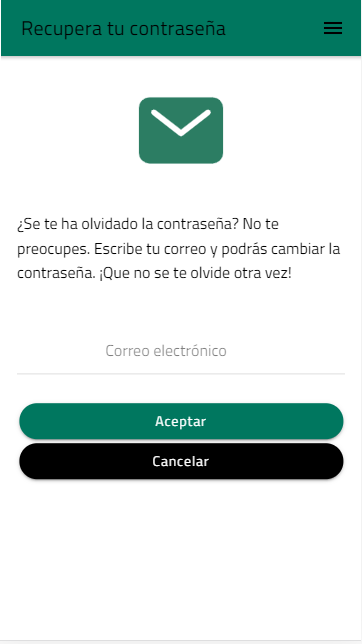 Recupera tu contraseña
¿Se te ha olvidado la contraseña? No te
preocupes. Escribe tu correo y podrás cambiar la
contraseña. ¡Que no se te olvide otra vez!
Correo electrónico
Aceptar
Cancelar